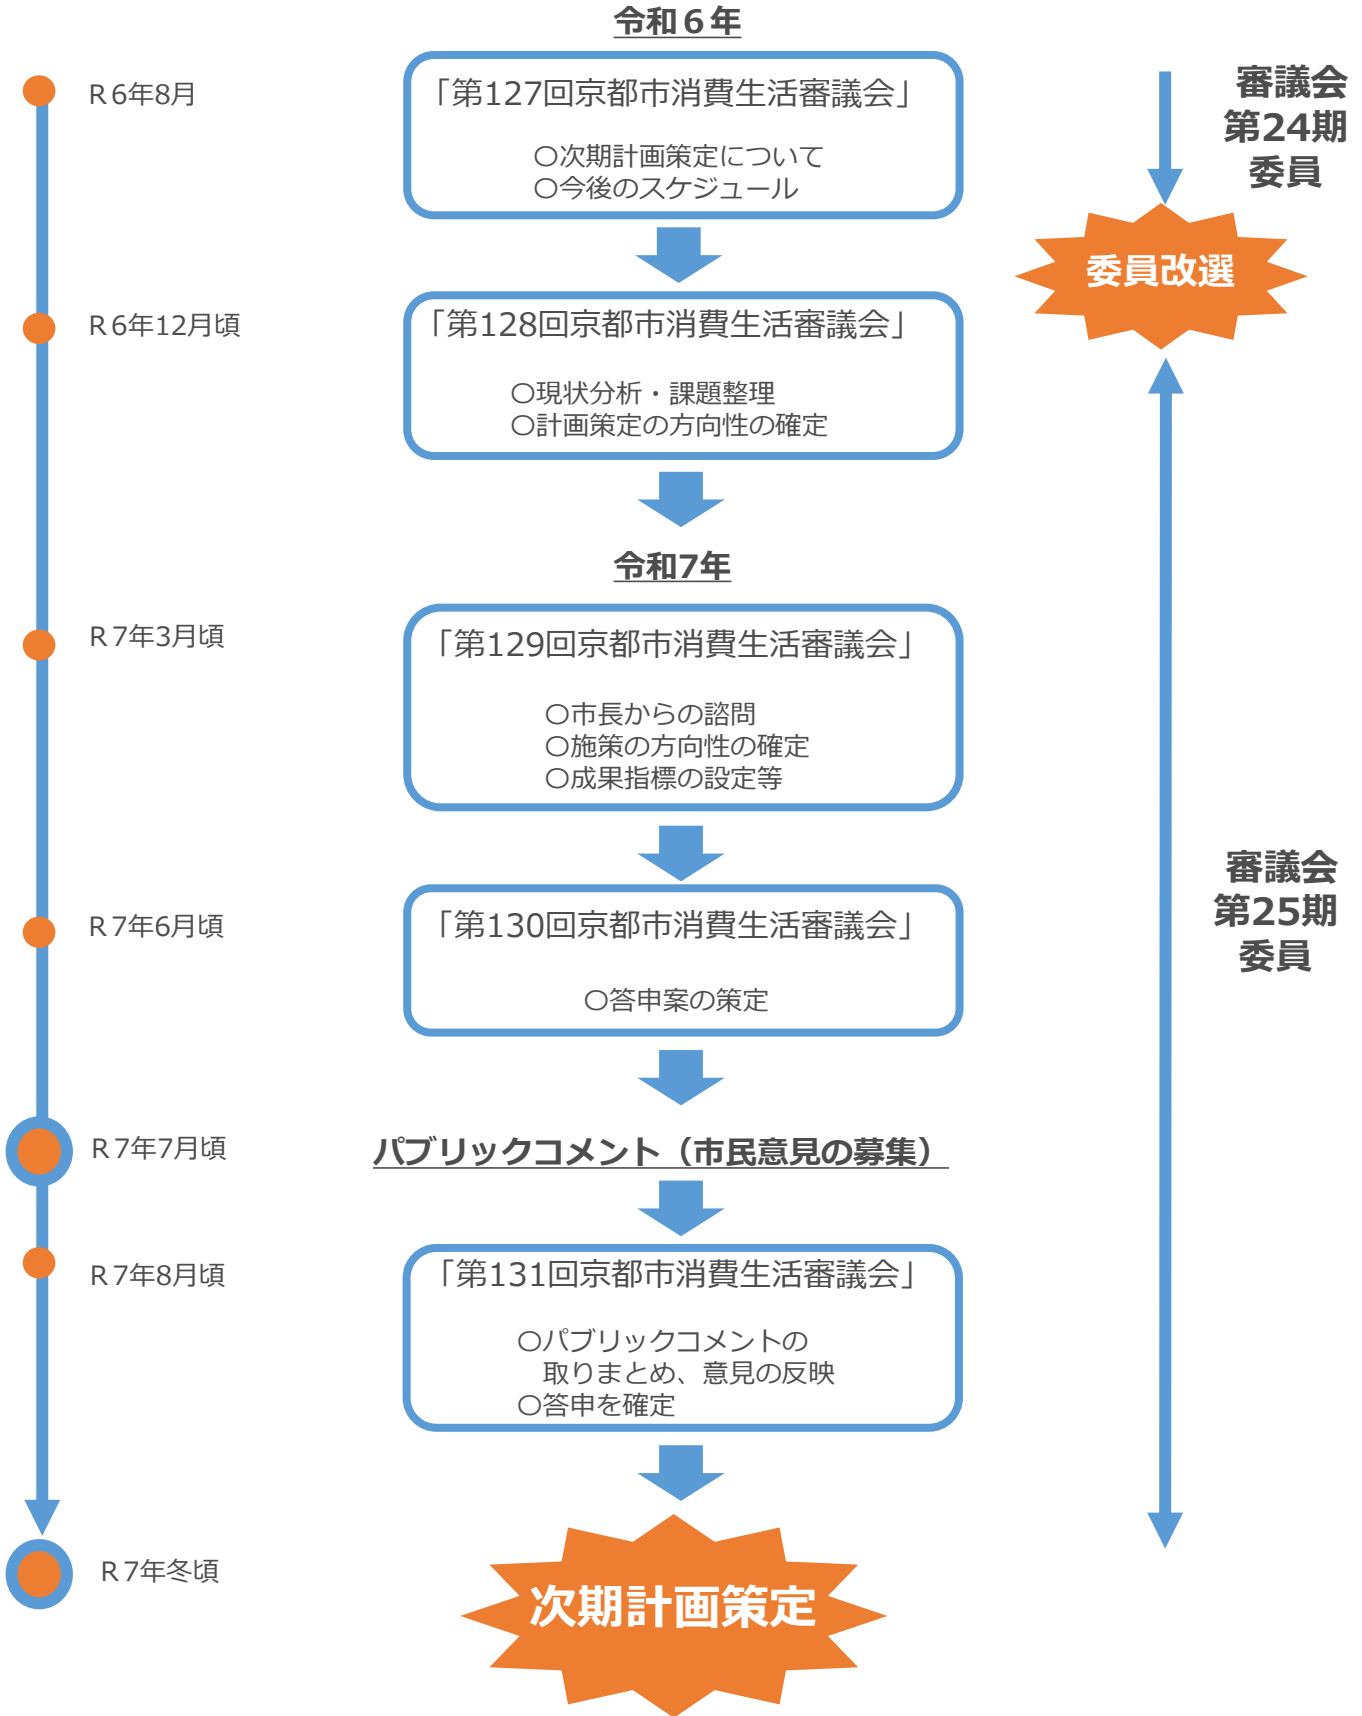 令和６年
R６年8月
「第127回京都市消費生活審議会」
〇次期計画策定について
〇今後のスケジュール
審議会
第24期
委員
委員改選
R６年12月頃
「第128回京都市消費生活審議会」
〇現状分析・課題整理
〇計画策定の方向性の確定
令和7年
R７年3月頃
「第129回京都市消費生活審議会」
〇市長からの諮問
〇施策の方向性の確定
〇成果指標の設定等
R７年6月頃
「第130回京都市消費生活審議会」
〇答申案の策定
審議会
第25期
委員
R７年7月頃
パブリックコメント（市民意見の募集）
R７年8月頃
「第131回京都市消費生活審議会」
〇パブリックコメントの
取りまとめ、意見の反映
〇答申を確定
R７年冬頃
次期計画策定